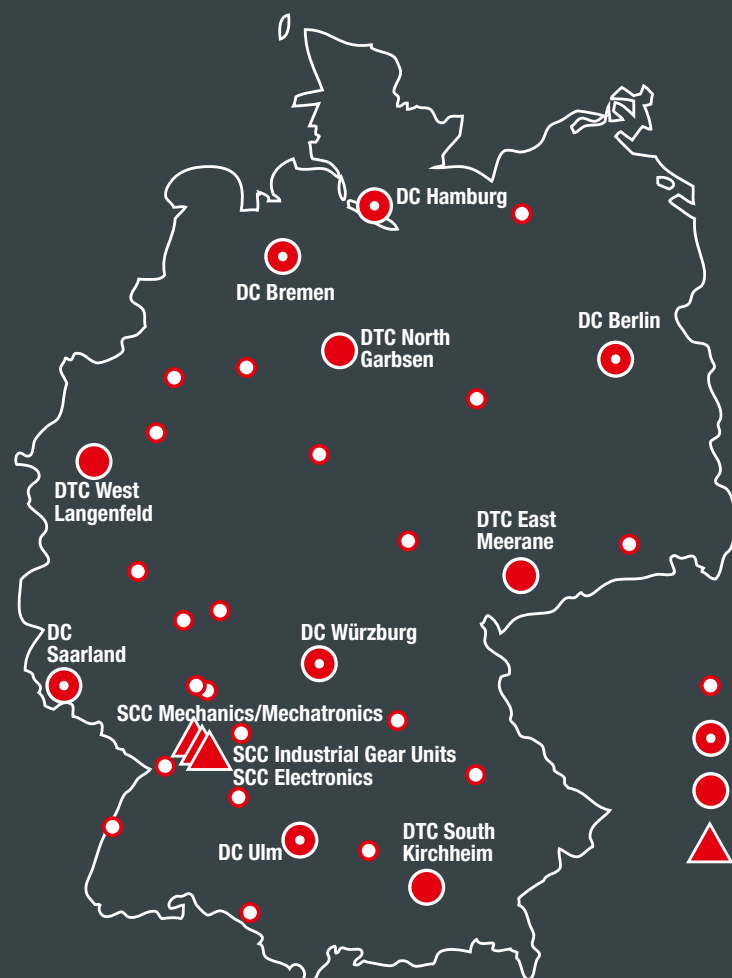 DC Hamburg
DC Bremen
DC Berlin
DTC North
Garbsen
DTC West
Langenfeld
DTC East
Meerane
DC
Saarland
DC Würzburg
SCC Mechanics/Mechatronics
SCC Industrial Gear Units
SCC Electronics
DC Ulm
DTC South
Kirchheim